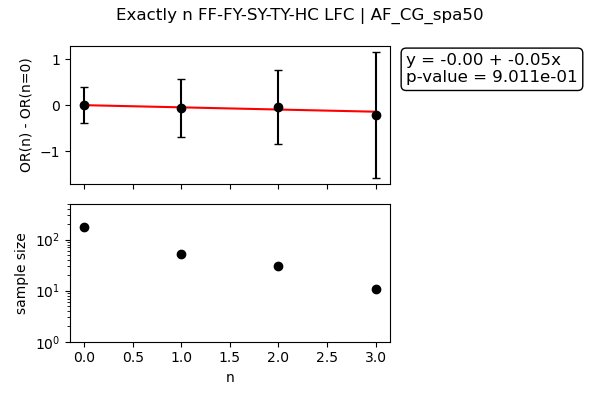 Exactly n FF-FY-SY-TY-HC LFC | AF_CG_spa50
y = -0.00 + -0.05x
p-value = 9.011e-01
OR(n) - OR(n=0)
1
0
−1
sample size
10²
10¹
10⁰
0.0 0.5 1.0 1.5 2.0 2.5 3.0
n